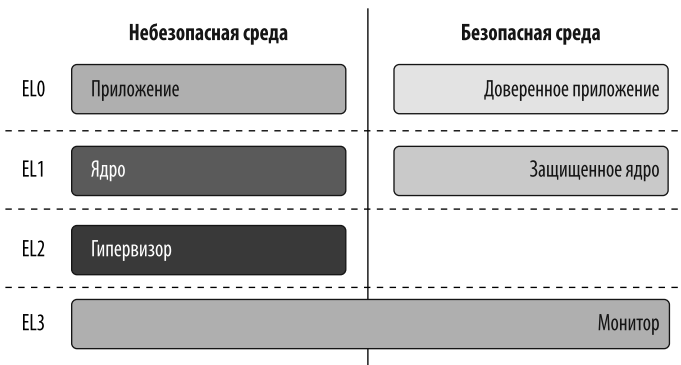 Небезопасная среда
Безопасная среда
EL0
Приложение
Доверенное приложение
EL1
Ядро
Защищенное ядро
EL2
Гипервизор
EL3
Монитор